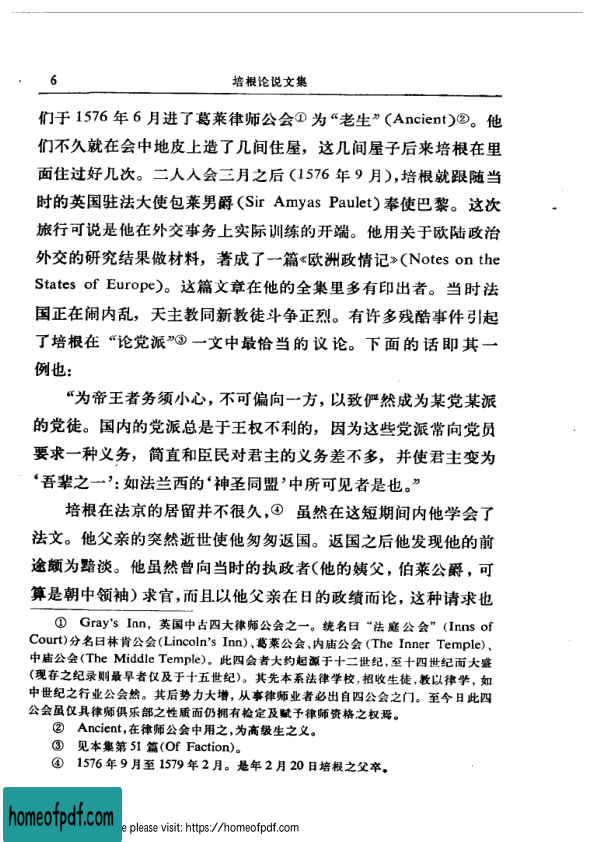 6
培根论说文集
们于 1576 年 6 月进了葛莱律师公会① 为“老生”(Ancient)②。他
们不久就在会中地皮上造了几间住屋，这几间屋子后来培根在里
面住过好几次。二人入会三月之后 (1576 年 9 月),培根就跟随当
时的英国驻法大使包莱男爵 (Sir Amyas Paulet) 奉使巴黎。这次
旅行可说是他在外交事务上实际训练的开端。他用关于欧陆政治
外交的研究结果做材料，著成了一篇《欧洲政情记》(Notes on the
States of Europe)。这篇文章在他的全集里多有印出者。当时法
国正在闹内乱，天主教同新教徒斗争正烈。有许多残酷事件引起
了培根在“论党派”③ 一文中最恰当的议论。下面的话即其一
例也:
“为帝王者务须小心，不可偏向一方，以致俨然成为某党某派
的党徒。国内的党派总是于王权不利的，因为这些党派常向党员
要求一种义务，简直和臣民对君主的义务差不多，并使君主变为
‘吾辈之一’: 如法兰西的‘神圣同盟’中所可见者是也。”
培根在法京的居留并不很久,④ 虽然在这短期间内他学会了
法文。他父亲的突然逝世使他匆匆返国。返国之后他发现他的前
途颇为黯淡。他虽然曾向当时的执政者(他的姨父，伯莱公爵，可
算是朝中领袖) 求官,而且以他父亲在日的政绩而论，这种请求也
① Gray's Inn，英国中古四大律师公会之一。统名曰“法庭公会”(Inns of
Court)分名曰林肯公会(Lincoln's Inn)、葛莱公会、内庙公会 (The Inner Temple)、
中庙公会(The Middle Temple)。此四会者大约起源于十二世纪,至十四世纪而大盛
(现存之纪录则最早者仅及于十五世纪)。其先本系法律学校,招收生徒,教以律学，如
中世纪之行业公会然。其后势力大增，从事律师业者必出自四公会之门。至今日此四
公会虽仅具律师俱乐部之性质而仍拥有检定及赋予律师资格之权焉。
② Ancient,在律师公会中用之,为高级生之义。
③ 见本集第51篇(Of Faction)。
④ 1576年9月至1579年2月。是年2月20日培根之父卒。
homeofpdf.com
e please visit: https://homeofpdf.com